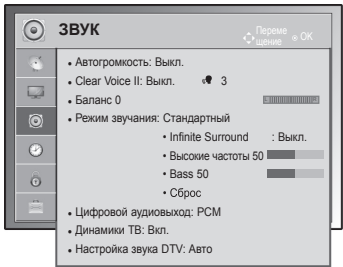 ЗВУК
Переме
щение
OK
• Автогромкость: Выкл.
• Clear Voice II: Выкл. 3
• Баланс 0
• Режим звучания: Стандартный
• Infinite Surround : Выкл.
• Высокие частоты 50
• Bass 50
• Сброс
• Цифровой аудиовыход: PCM
• Динамики ТВ: Вкл.
• Настройка звука DTV: Авто